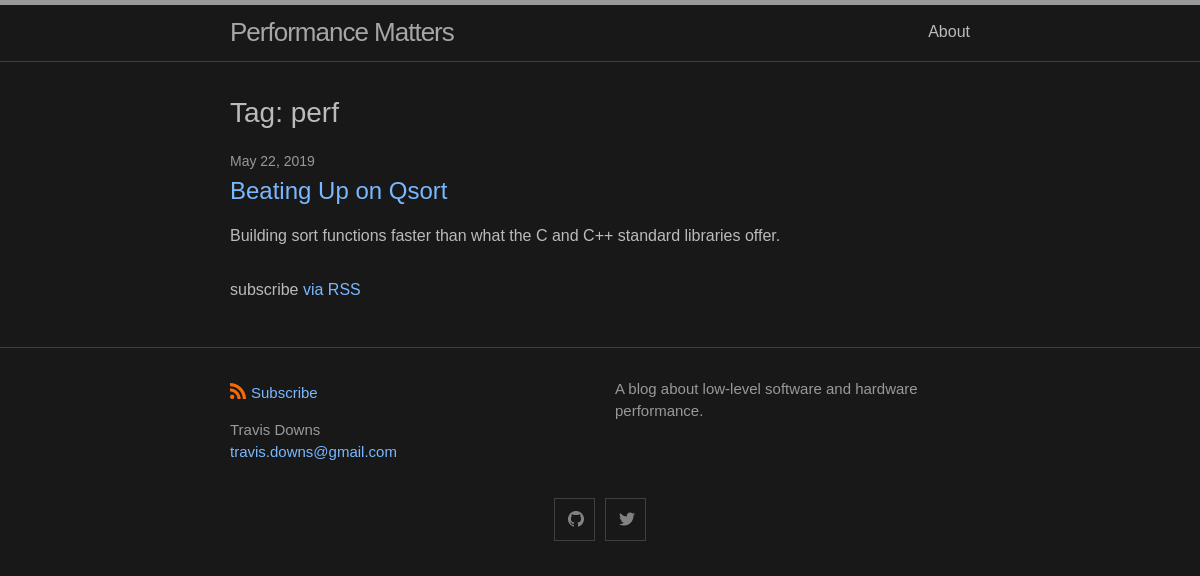 Performance Matters
About
Tag: perf
May 22, 2019
Beating Up on Qsort
Building sort functions faster than what the C and C++ standard libraries offer.
subscribe via RSS
Subscribe
Travis Downs
travis.downs@gmail.com
A blog about low-level software and hardware
performance.